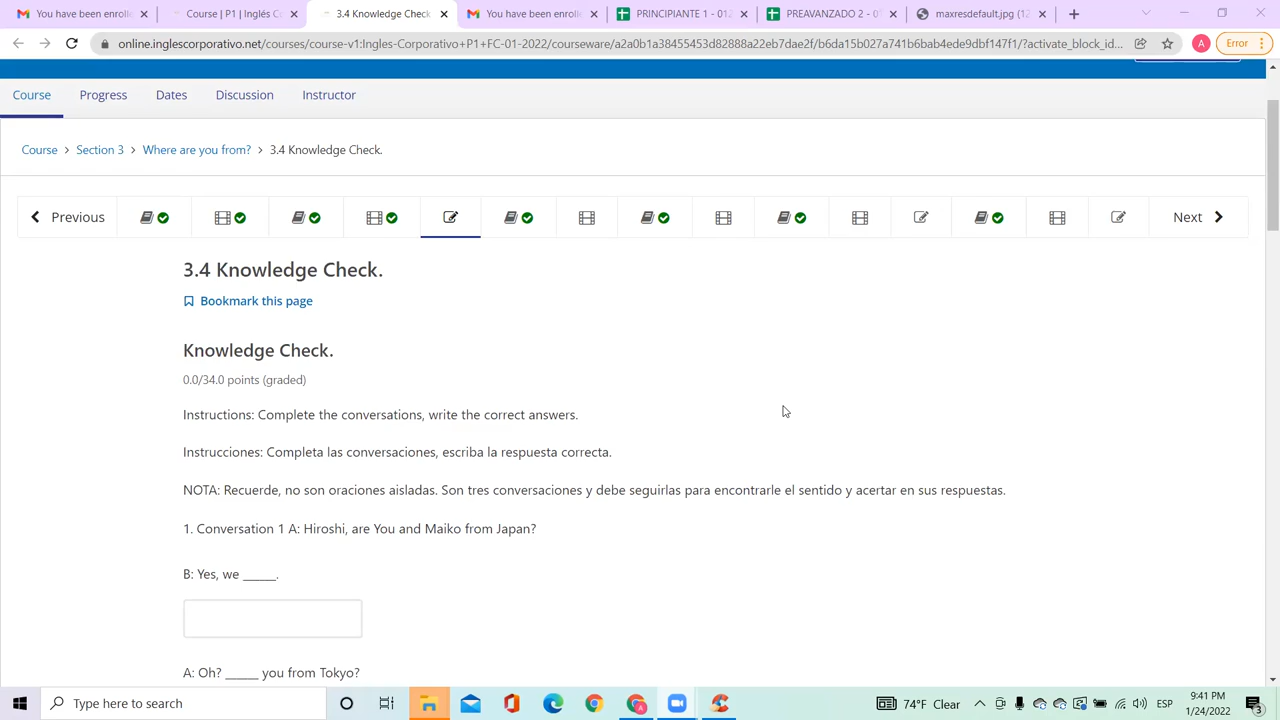 You have been enrolle
Course | P1 | Inglés Co
3.4 Knowledge Check
You have been enrolle
PRINCIPIANTE 1 - 012
PREAVANZADO 2 - 0
maxresdefault.jpg (12
online.inglescorporativo.net/courses/course-v1:Ingles-Corporativo+P1+FC-01-2022/courseware/a2a0b1a38455453d82888a22eb7dae2f/b6da15b027a741b6bab4ede9dbf147f1/?activate_block_id...
A
Error
Course
Progress
Dates
Discussion
Instructor
Course > Section 3 > Where are you from? > 3.4 Knowledge Check.
Previous
Next
3.4 Knowledge Check.
Bookmark this page
Knowledge Check.
0.0/34.0 points (graded)
Instructions: Complete the conversations, write the correct answers.
Instrucciones: Completa las conversaciones, escriba la respuesta correcta.
NOTA: Recuerde, no son oraciones aisladas. Son tres conversaciones y debe seguirlas para encontrarle el sentido y acertar en sus respuestas.
1. Conversation 1 A: Hiroshi, are You and Maiko from Japan?
B: Yes, we _____.
A: Oh? _____ you from Tokyo?
Type here to search
74°F Clear
ESP
9:41 PM
1/24/2022
3